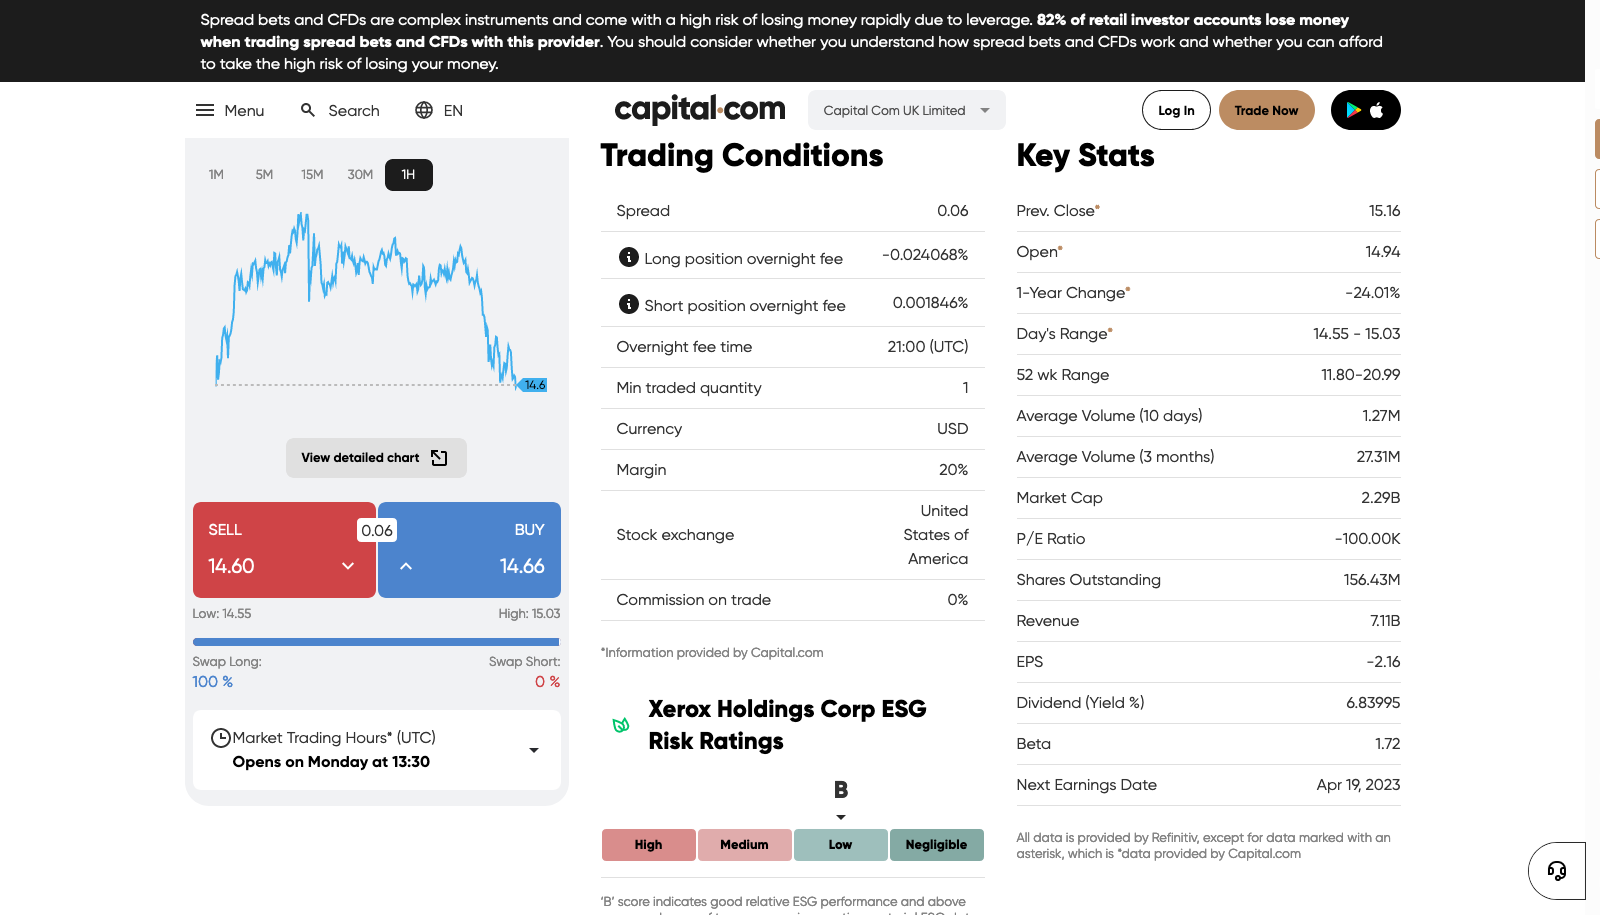 Spread bets and CFDs are complex instruments and come with a high risk of losing money rapidly due to leverage. 82% of retail investor accounts lose money
when trading spread bets and CFDs with this provider. You should consider whether you understand how spread bets and CFDs work and whether you can afford
to take the high risk of losing your money.
Menu
Search
EN
capital.com
Capital Com UK Limited
Log In
Trade Now
1M 5M 15M 30M 1H
14.6
View detailed chart
SELL
14.60
0.06
BUY
14.66
Low: 14.55
High: 15.03
Swap Long:
Swap Short:
100 %
0 %
Market Trading Hours* (UTC)
Opens on Monday at 13:30
Trading Conditions
Spread 0.06
Long position overnight fee -0.024068%
Short position overnight fee 0.001846%
Overnight fee time 21:00 (UTC)
Min traded quantity 1
Currency USD
Margin 20%
Stock exchange United
States of
America
Commission on trade 0%
*Information provided by Capital.com
Xerox Holdings Corp ESG
Risk Ratings
B
High Medium Low Negligible
'B' score indicates good relative ESG performance and above
Key Stats
Prev. Close* 15.16
Open* 14.94
1-Year Change* -24.01%
Day's Range* 14.55 - 15.03
52 wk Range 11.80-20.99
Average Volume (10 days) 1.27M
Average Volume (3 months) 27.31M
Market Cap 2.29B
P/E Ratio -100.00K
Shares Outstanding 156.43M
Revenue 7.11B
EPS -2.16
Dividend (Yield %) 6.83995
Beta 1.72
Next Earnings Date Apr 19, 2023
All data is provided by Refinitiv, except for data marked with an
asterisk, which is *data provided by Capital.com